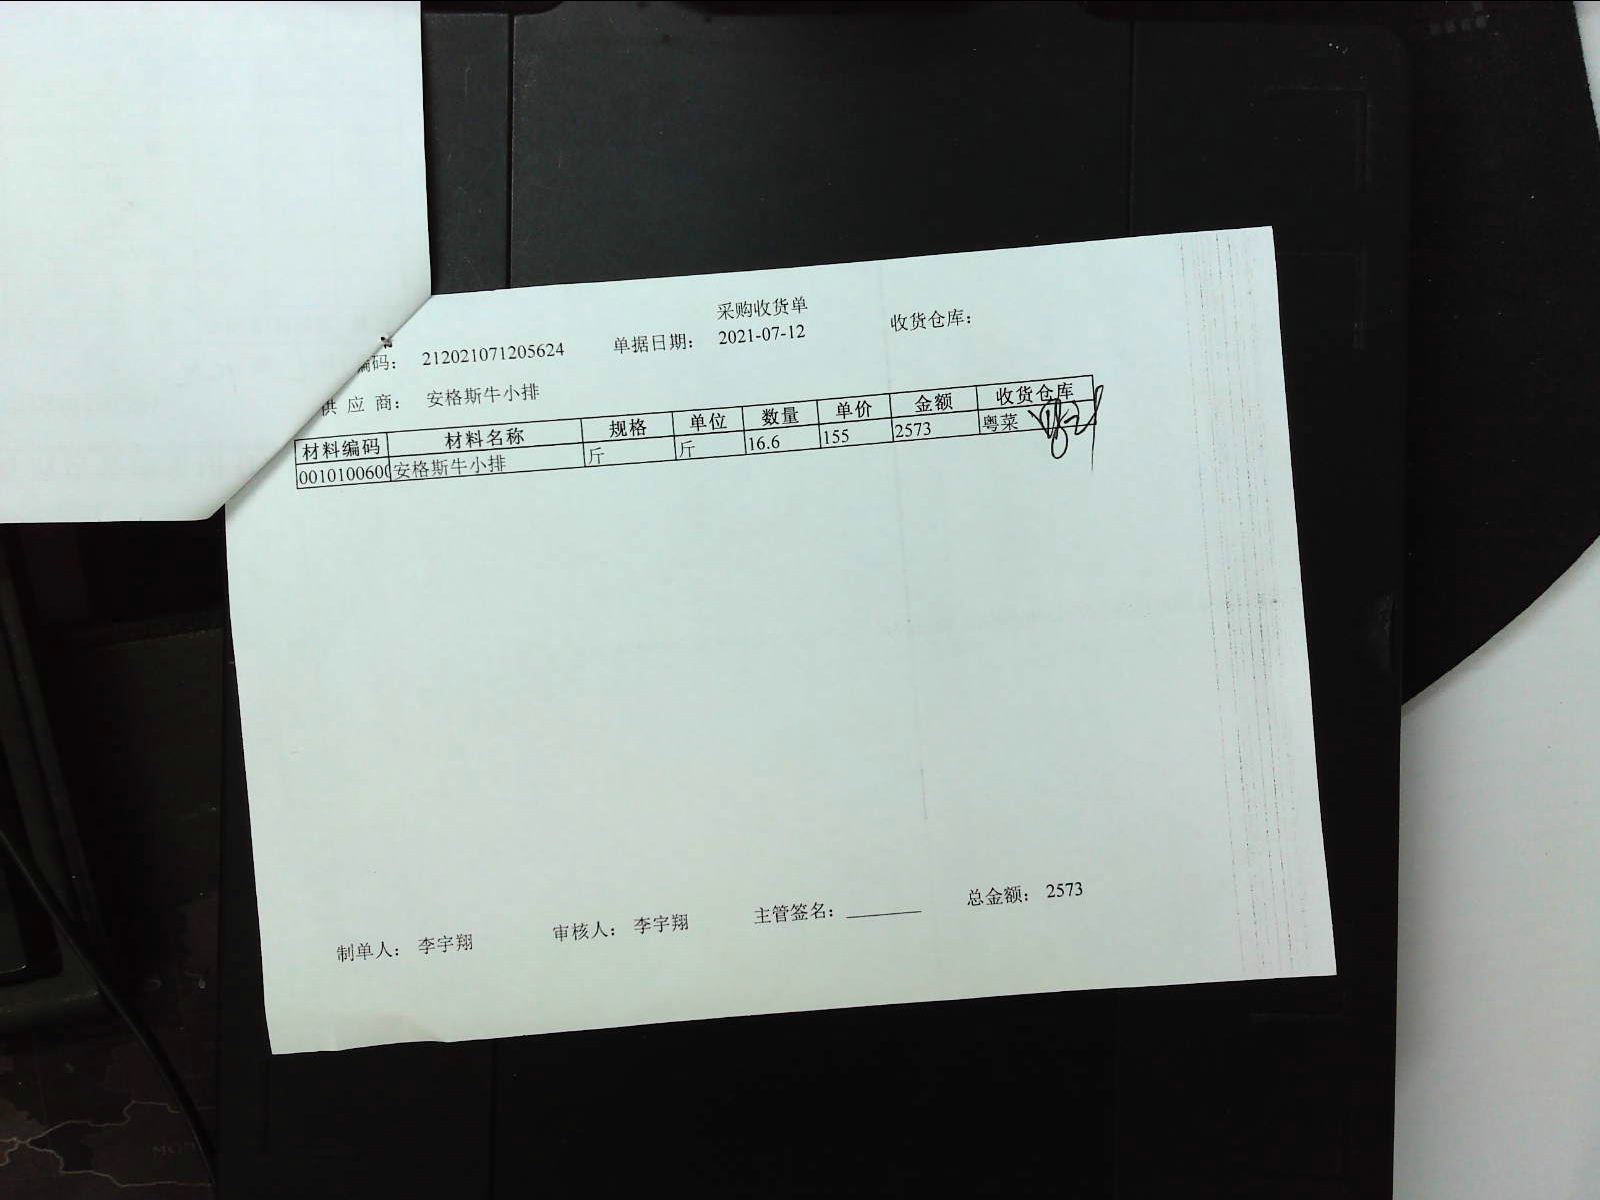 采购收货单
编码： 212021071205624 单据日期： 2021-07-12 收货仓库：
供 应 商： 安格斯牛小排
材料编码 材料名称 规格 单位 数量 单价 金额 收货仓库
0010100600 安格斯牛小排 斤 斤 16.6 155 2573 粤菜
制单人： 李宇翔 审核人： 李宇翔 主管签名： 总金额： 2573